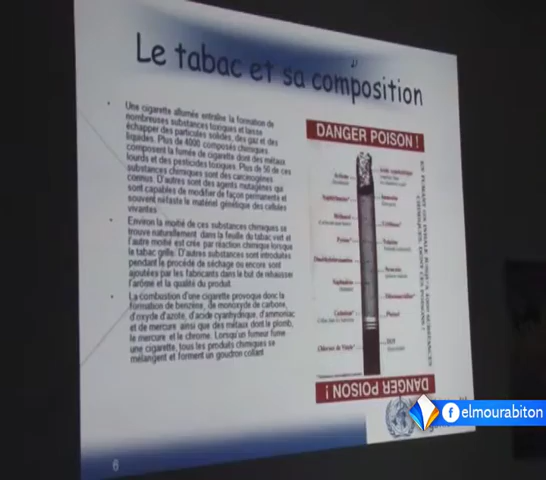 Le tabac et sa composition
• Une cigarette allumée entraîne la formation de
nombreuses substances toxiques et laisse
échapper des particules solides, des gaz et des
liquides. Plus de 4000 composés chimiques
composent la fumée de cigarette dont des métaux
lourds et des pesticides toxiques. Plus de 50 de ces
substances chimiques sont des carcinogènes
connus. D'autres sont des agents mutagènes qui
sont capables de modifier de façon permanente et
souvent néfaste le matériel génétique des cellules
vivantes.
• Environ la moitié de ces substances chimiques se
trouve naturellement dans la feuille du tabac vert et
l'autre moitié est crée par réaction chimique lorsque
le tabac grille. D'autres substances sont introduites
pendant le procédé de séchage ou encore sont
ajoutées par les fabricants dans le but de rehausser
l'arôme et la qualité du produit.
• La combustion d'une cigarette provoque donc la
formation de benzène, de monoxyde de carbone,
d'oxyde d'azote, d'acide cyanhydrique, d'ammoniac
et de mercure ainsi que des métaux dont le plomb,
le mercure et le chrome. Lorsqu'un fumeur fume
une cigarette, tous les produits chimiques se
mélangent et forment un goudron collant
6
DANGER POISON !
Acétone
Ammoniac
Méthanol
Toluène
Naphtalène
Cadmium*
Chlorure de Vinyle*
DDT
DANGER POISON !
elmourabiton